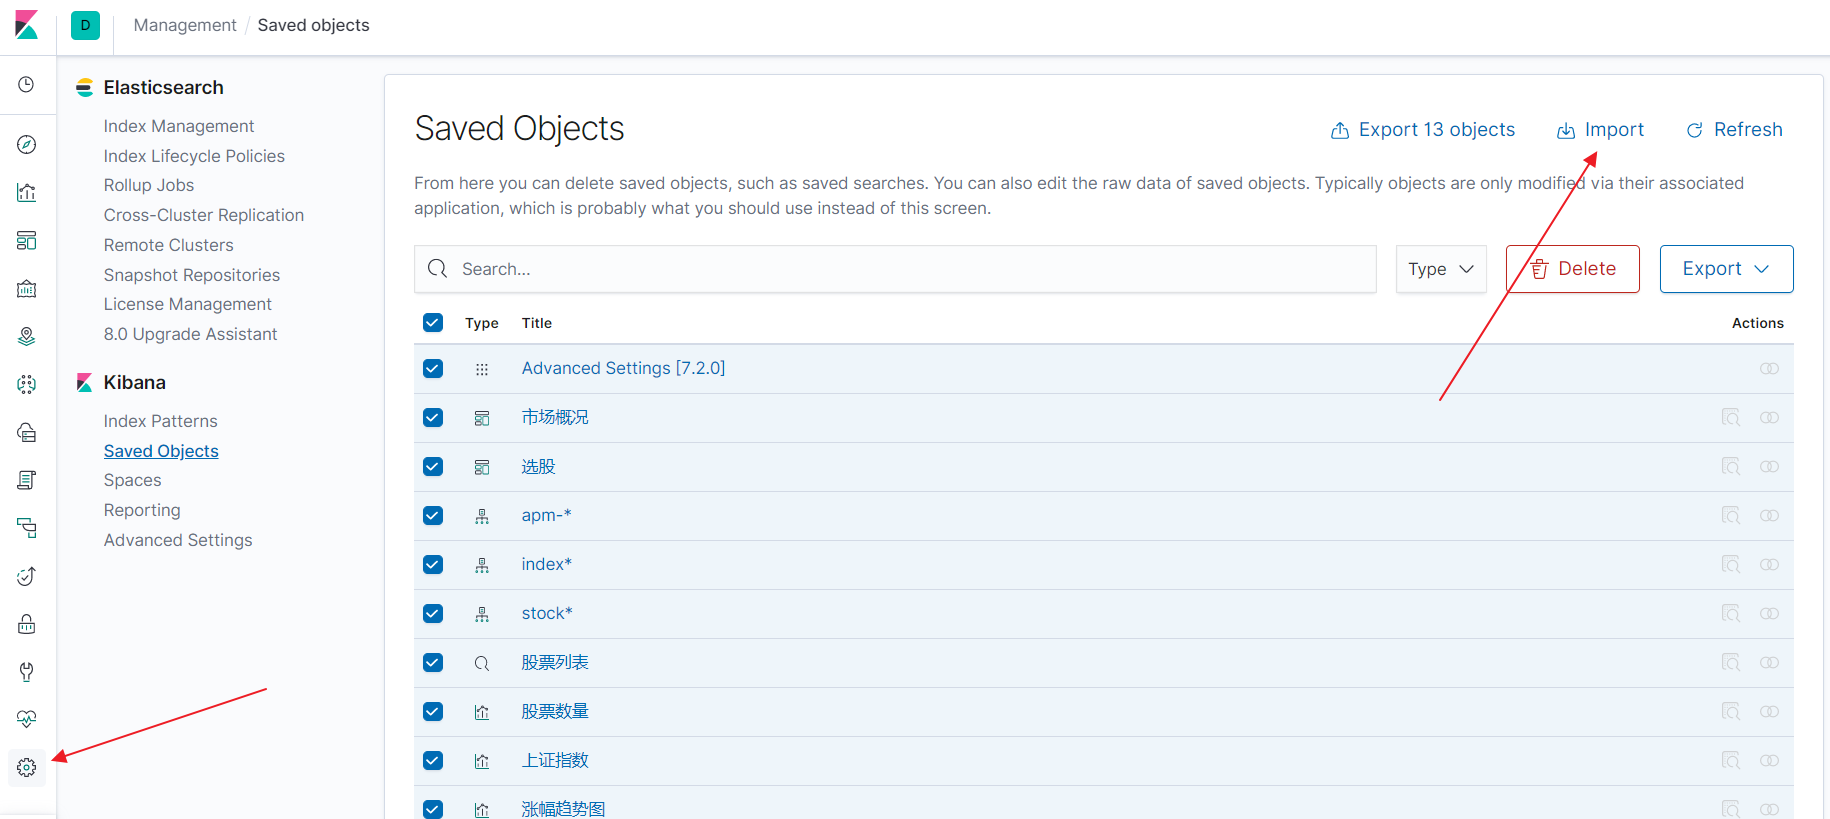 D Management / Saved objects
Elasticsearch
Index Management
Index Lifecycle Policies
Rollup Jobs
Cross-Cluster Replication
Remote Clusters
Snapshot Repositories
License Management
8.0 Upgrade Assistant
Kibana
Index Patterns
Saved Objects
Spaces
Reporting
Advanced Settings
Saved Objects
Export 13 objects Import Refresh
From here you can delete saved objects, such as saved searches. You can also edit the raw data of saved objects. Typically objects are only modified via their associated
application, which is probably what you should use instead of this screen.
Search... Type Delete Export
Type Title Actions
Advanced Settings [7.2.0]
市场概况
选股
apm-*
index*
stock*
股票列表
股票数量
上证指数
涨幅趋势图